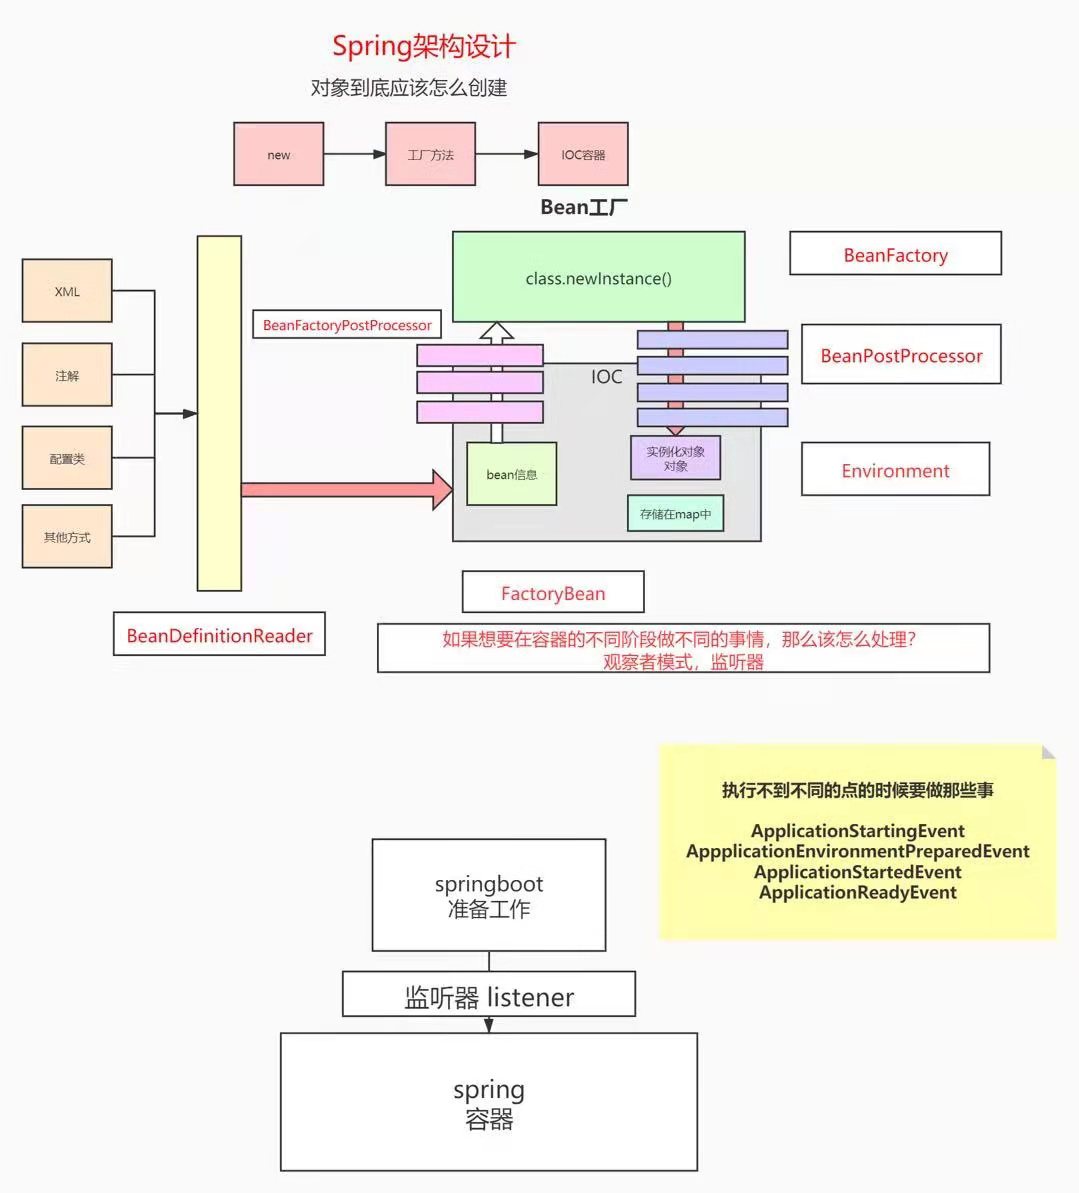 Spring架构设计
对象到底应该怎么创建
new
工厂方法
IOC容器
Bean工厂
class.newInstance()
BeanFactory
XML
BeanFactoryPostProcessor
BeanPostProcessor
注解
IOC
配置类
bean信息
实例化对象
对象
Environment
其他方式
存储在map中
FactoryBean
BeanDefinitionReader
如果想要在容器的不同阶段做不同的事情，那么该怎么处理？
观察者模式，监听器
执行不到不同的点的时候要做那些事
ApplicationStartingEvent
AppplicationEnvironmentPreparedEvent
ApplicationStartedEvent
ApplicationReadyEvent
springboot
准备工作
监听器 listener
spring
容器